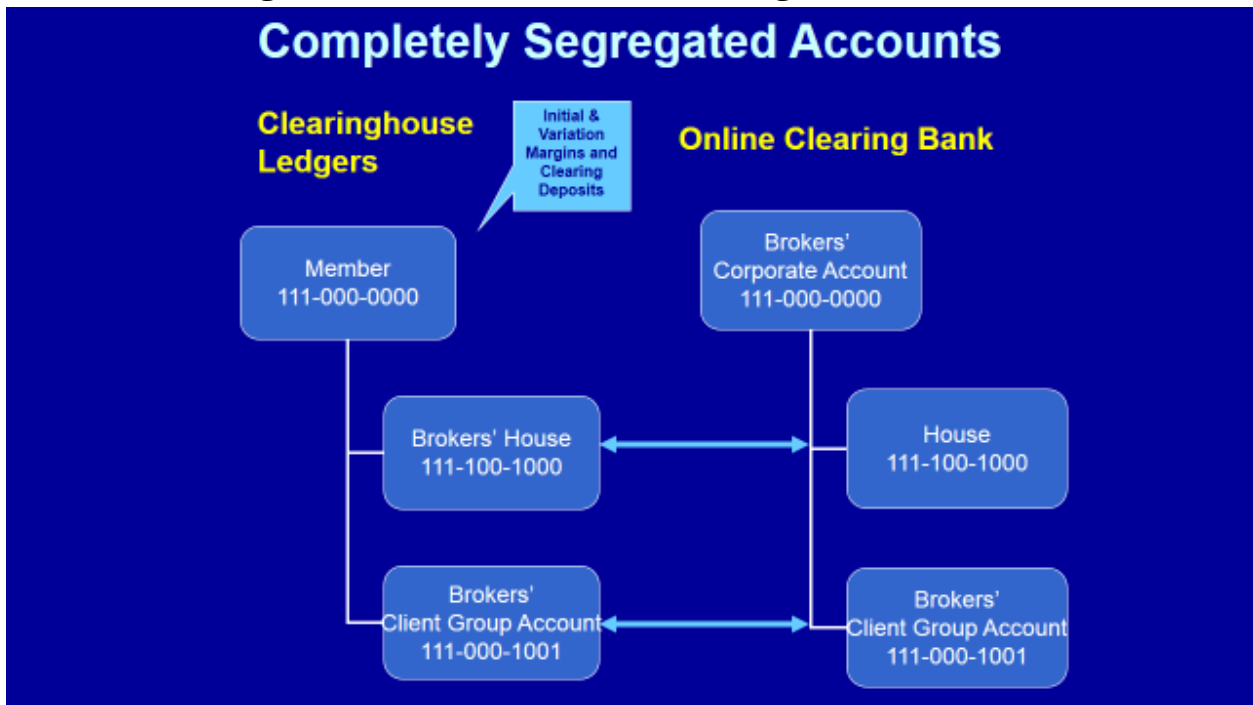 Completely Segregated Accounts
Clearinghouse
Ledgers
Initial &
Variation
Margins and
Clearing
Deposits
Online Clearing Bank
Member
111-000-0000
Brokers'
Corporate Account
111-000-0000
Brokers' House
111-100-1000
House
111-100-1000
Brokers'
Client Group Account
111-000-1001
Brokers'
Client Group Account
111-000-1001